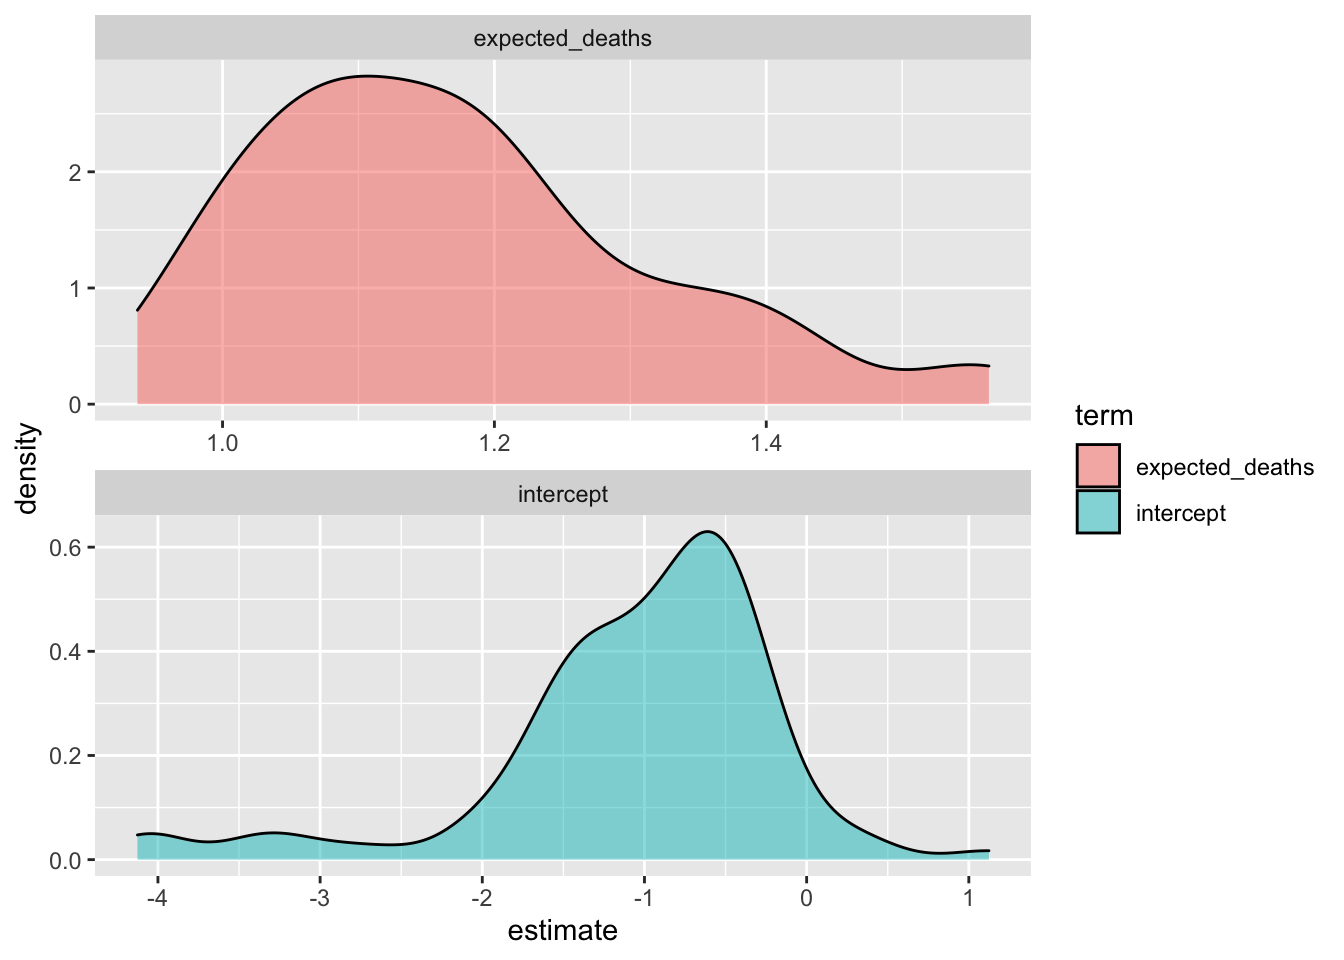 expected_deaths
2
1
0
1.0 1.2 1.4
density
intercept
0.6
0.4
0.2
0.0
-4 -3 -2 -1 0 1
estimate
term
expected_deaths
intercept